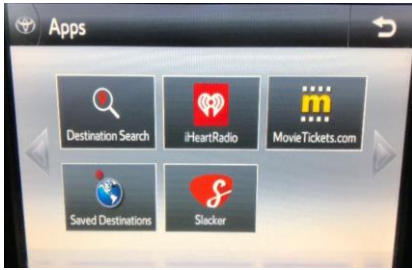 Apps
Destination Search
iHeartRadio
m
MovieTickets.com
Saved Destinations
S
Slacker